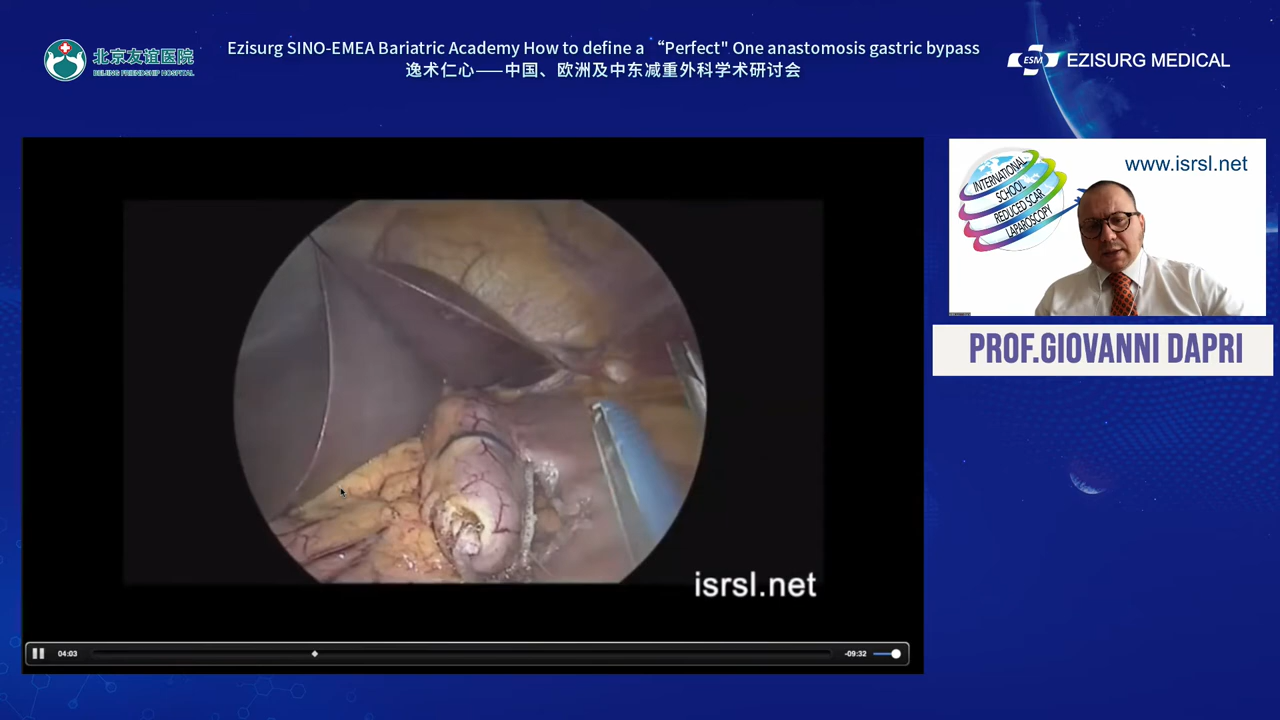 北京友谊医院
BEIJING FRIENDSHIP HOSPITAL
Ezisurg SINO-EMEA Bariatric Academy How to define a “Perfect" One anastomosis gastric bypass
逸术仁心——中国、欧洲及中东减重外科学术研讨会
ESM
EZISURG MEDICAL
INTERNATIONAL
SCHOOL
REDUCED SCAR
LAPAROSCOPY
www.isrsl.net
PROF.GIOVANNI DAPRI
isrsl.net
04:03
-09:32